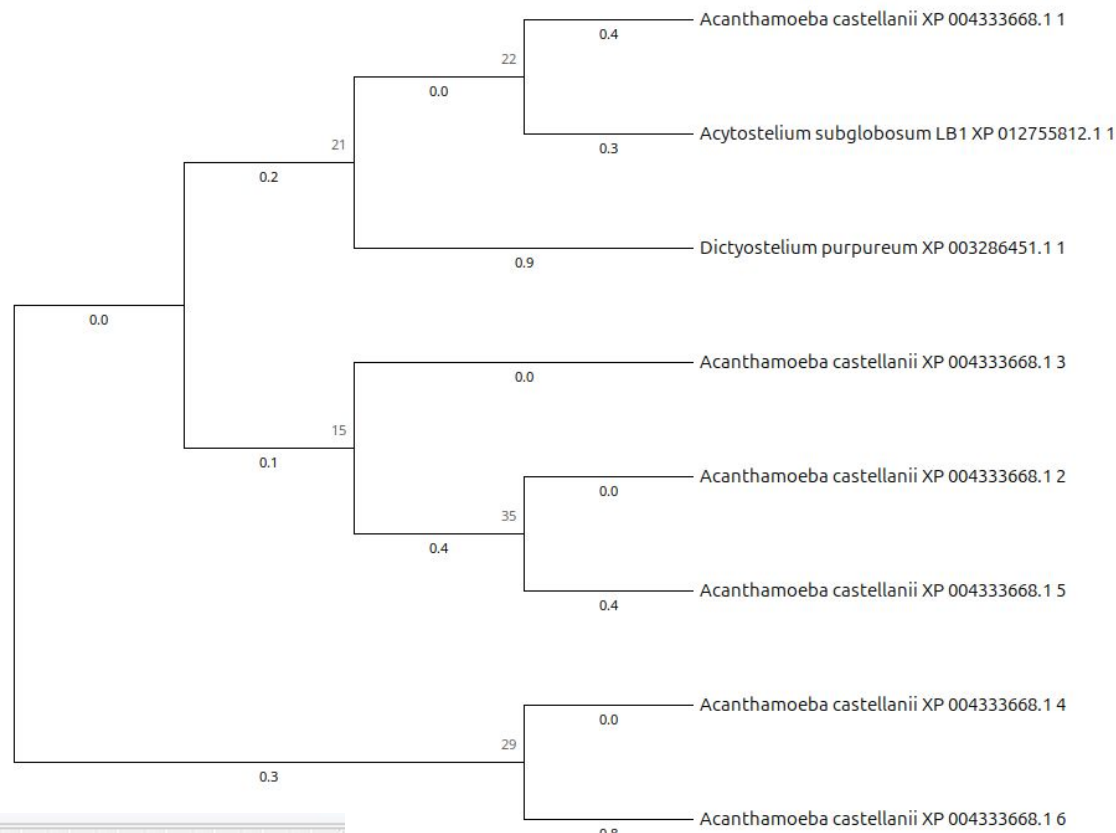 Acanthamoeba castellanii XP 004333668.1 1
0.4
22
0.0
Acytostelium subglobosum LB1 XP 012755812.1 1
0.3
21
0.2
Dictyostelium purpureum XP 003286451.1 1
0.9
0.0
Acanthamoeba castellanii XP 004333668.1 3
0.0
15
0.1
Acanthamoeba castellanii XP 004333668.1 2
0.0
35
0.4
Acanthamoeba castellanii XP 004333668.1 5
0.4
Acanthamoeba castellanii XP 004333668.1 4
0.0
29
0.3
Acanthamoeba castellanii XP 004333668.1 6